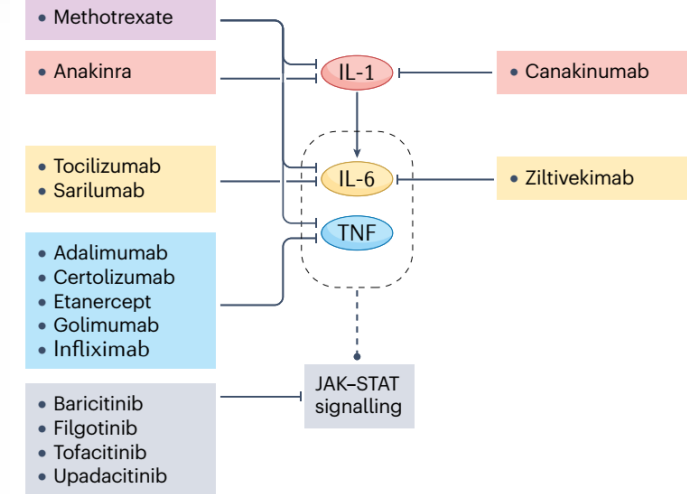 • Methotrexate
• Anakinra
IL-1
• Canakinumab
• Tocilizumab
• Sarilumab
IL-6
• Ziltivekimab
TNF
• Adalimumab
• Certolizumab
• Etanercept
• Golimumab
• Infliximab
JAK–STAT
signalling
• Baricitinib
• Filgotinib
• Tofacitinib
• Upadacitinib